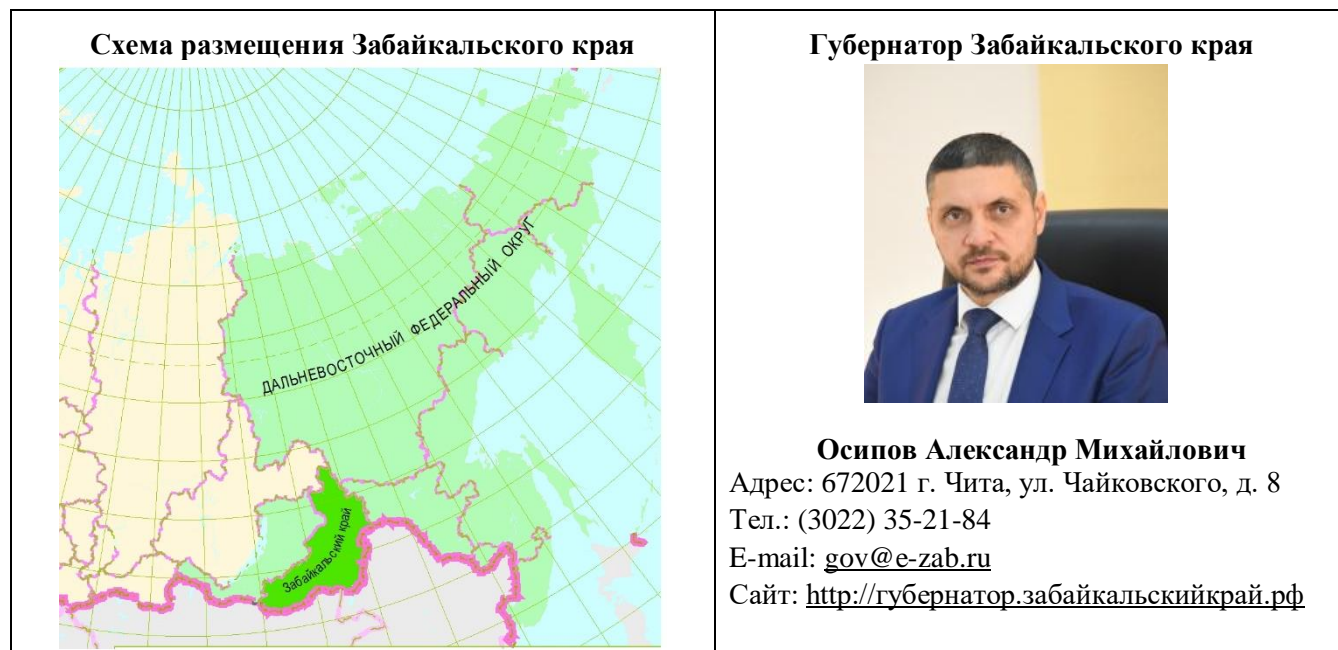 Схема размещения Забайкальского края
ДАЛЬНЕВОСТОЧНЫЙ ФЕДЕРАЛЬНЫЙ ОКРУГ
Забайкальский край
Губернатор Забайкальского края
Осипов Александр Михайлович
Адрес: 672021 г. Чита, ул. Чайковского, д. 8
Тел.: (3022) 35-21-84
E-mail: gov@e-zab.ru
Сайт: http://губернатор.забайкальскийкрай.рф